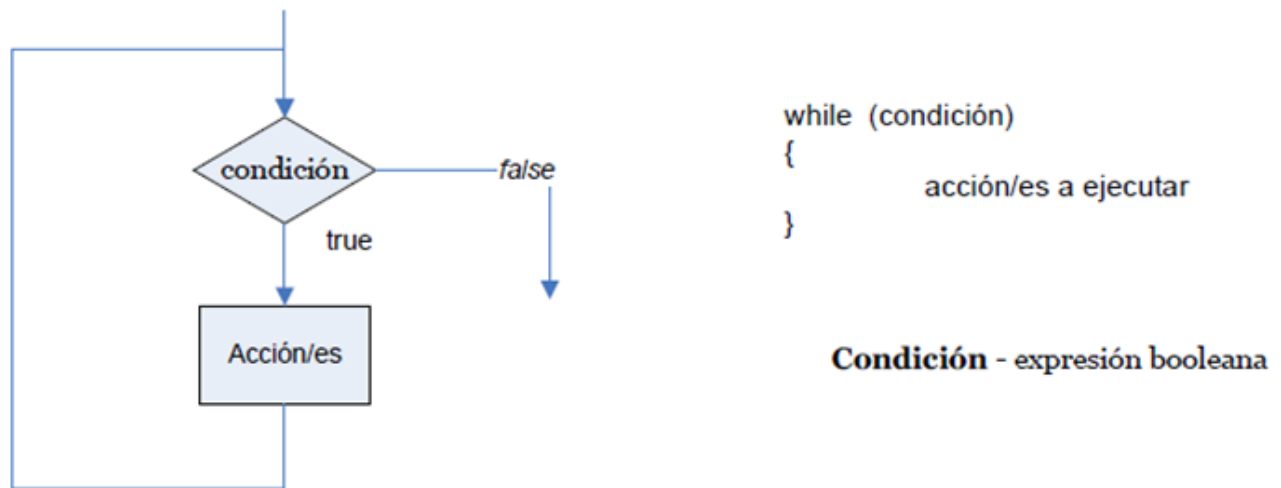 condición
false
true
Acción/es
while (condición)
{
acción/es a ejecutar
}
Condición - expresión booleana